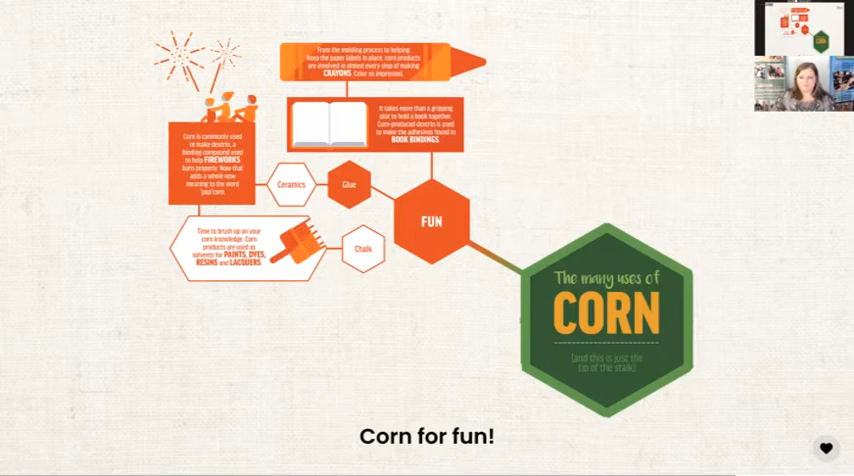 From the molding process to helping
keep the paper labels in place, corn products
are involved in almost every step of making
CRAYONS. Color us impressed.
It takes more than a gripping
plot to hold a book together.
Corn-produced dextrin is used
to make the adhesives found in
BOOK BINDINGS.
Corn is commonly used
to make dextrin, a
binding compound used
to help FIREWORKS
burn properly. Now that
adds a whole new
meaning to the word
'pop'corn.
Ceramics
Glue
FUN
Time to brush up on your
corn knowledge. Corn
products are used as
solvents for PAINTS, DYES,
RESINS and LACQUERS.
Chalk
The many uses of
CORN
(and this is just the
tip of the stalk)
Corn for fun!